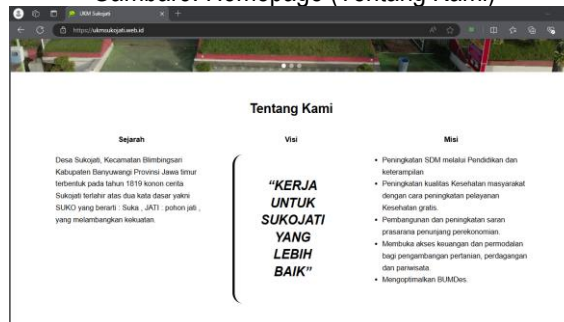 Gambar8. Homepage (Tentang Kami)
UKM Sukojati
https://ukmsukojati.web.id
Tentang Kami
Sejarah
Desa Sukojati, Kecamatan Blimbingsari
Kabupaten Banyuwangi Provinsi Jawa timur
terbentuk pada tahun 1819 konon cerita
Sukojati terlahir atas dua kata dasar yakni
SUKO yang berarti : Suka , JATI : pohon jati ,
yang melambangkan kekuatan.
Visi
“KERJA
UNTUK
SUKOJATI
YANG
LEBIH
BAIK”
Misi
• Peningkatan SDM melalui Pendidikan dan
keterampilan
• Peningkatan kualitas Kesehatan masyarakat
dengan cara peningkatan pelayanan
Kesehatan gratis.
• Pembangunan dan peningkatan saran
prasarana penunjang perekonomian.
• Membuka akses keuangan dan permodalan
bagi pengambangan pertanian, perdagangan
dan pariwisata.
• Mengoptimalkan BUMDes.